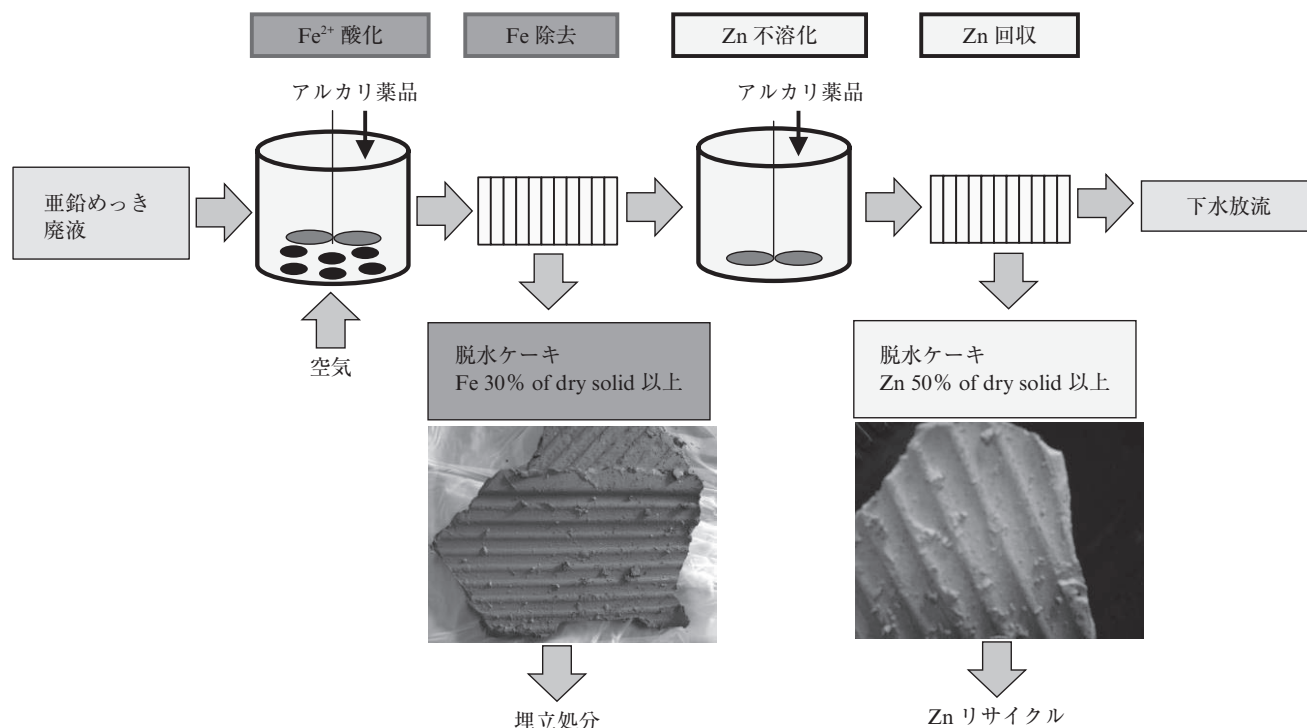 Fe²⁺ 酸化
Fe 除去
Zn 不溶化
Zn 回収
アルカリ薬品
アルカリ薬品
亜鉛めっき
廃液
下水放流
空気
脱水ケーキ
Fe 30% of dry solid 以上
脱水ケーキ
Zn 50% of dry solid 以上
埋立処分
Zn リサイクル